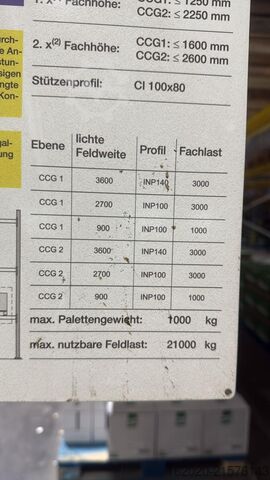 1. x⁽¹⁾ Fachhöhe: CCG1: ≤ 1250 mm
CCG2: ≤ 2250 mm
2. x⁽²⁾ Fachhöhe: CCG1: ≤ 1600 mm
CCG2: ≤ 2600 mm
Stützenprofil: CI 100x80
Ebene lichte Feldweite Profil Fachlast
CCG 1 3600 INP140 3000
CCG 1 2700 INP100 3000
CCG 1 900 INP100 1000
CCG 2 3600 INP140 3000
CCG 2 2700 INP100 3000
CCG 2 900 INP100 1000
max. Palettengewicht: 1000 kg
max. nutzbare Feldlast: 21000 kg